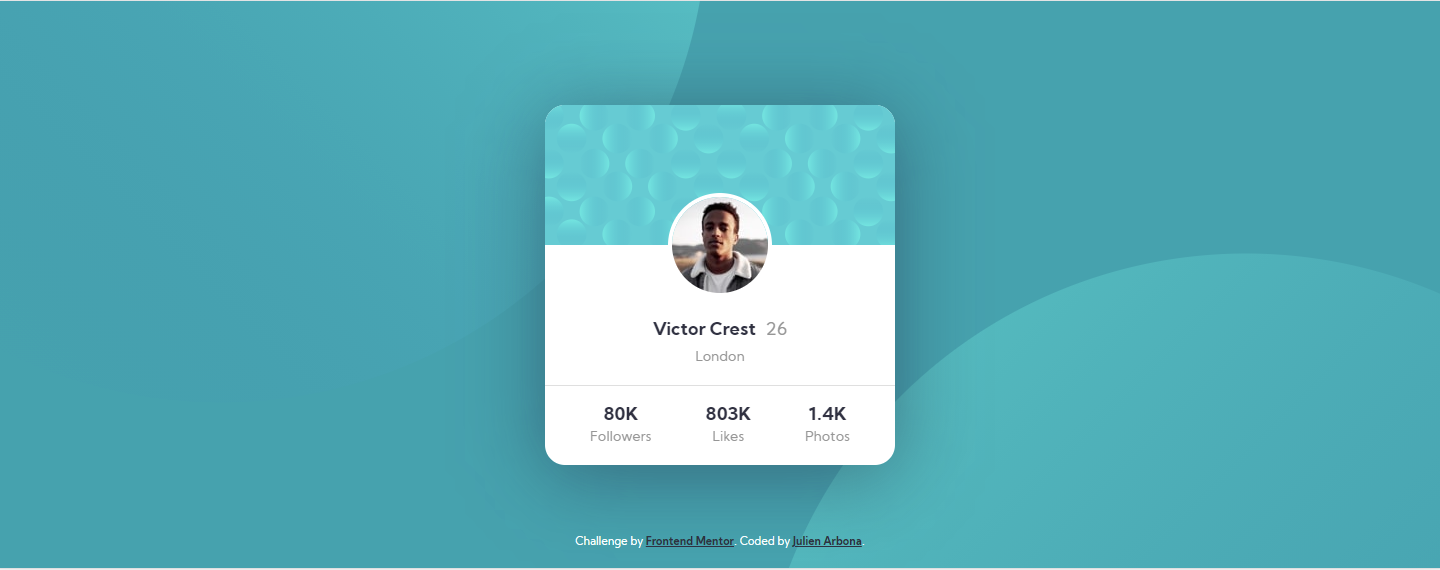 Victor Crest 26
London
80K 803K 1.4K
Followers Likes Photos
Challenge by Frontend Mentor. Coded by Julien Arbona.